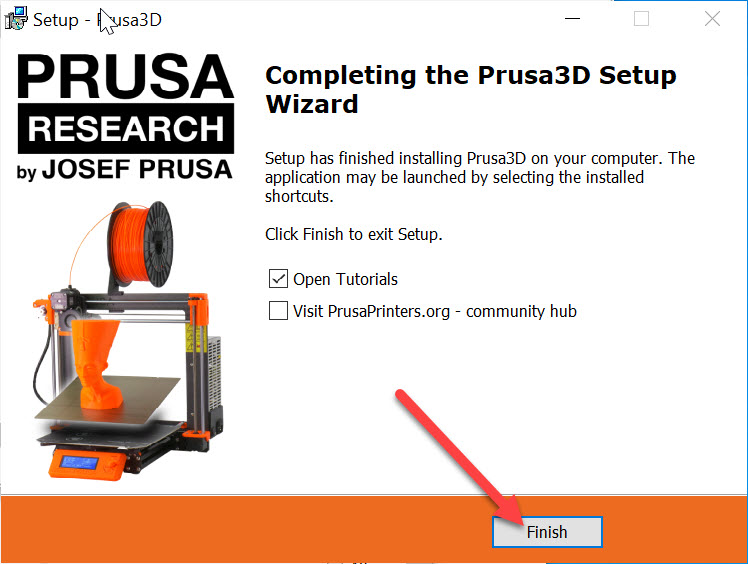 Setup - Prusa3D
PRUSA
RESEARCH
by JOSEF PRUSA
Completing the Prusa3D Setup
Wizard
Setup has finished installing Prusa3D on your computer. The
application may be launched by selecting the installed
shortcuts.
Click Finish to exit Setup.
Open Tutorials
Visit PrusaPrinters.org - community hub
Finish